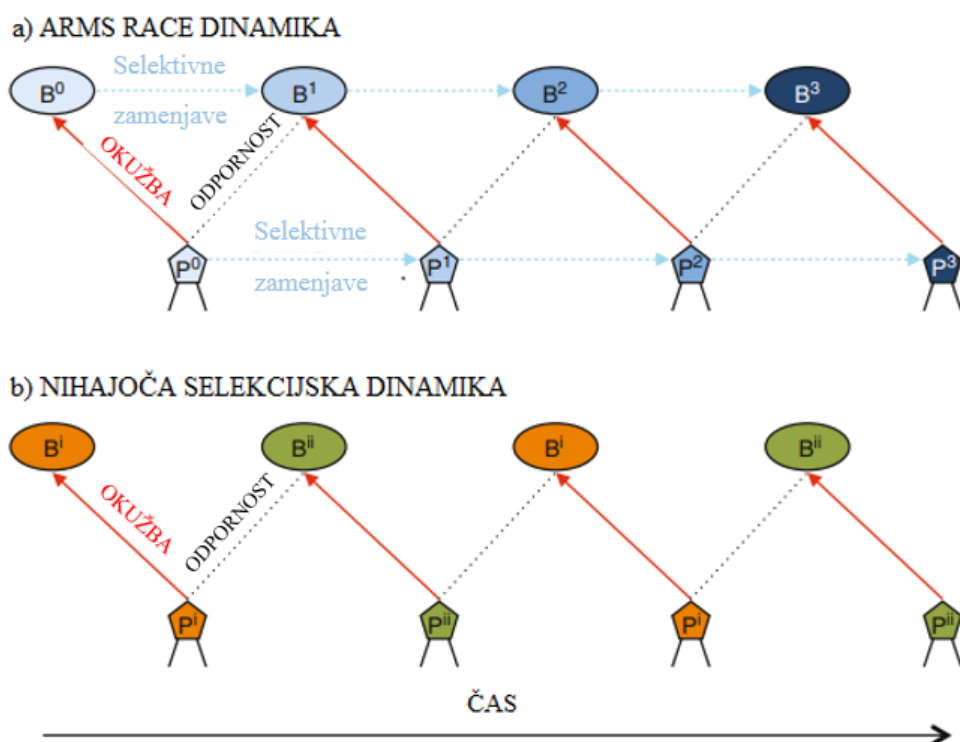 a) ARMS RACE DINAMIKA
B⁰ Selektivne zamenjave B¹ B² B³
OKUŽBA
ODPORNOST
P⁰ Selektivne zamenjave P¹ P² P³
b) NIHAJOČA SELEKCIJSKA DINAMIKA
Bⁱ Bⁱⁱ Bⁱ Bⁱⁱ
OKUŽBA
ODPORNOST
Pⁱ Pⁱⁱ Pⁱ Pⁱⁱ
ČAS